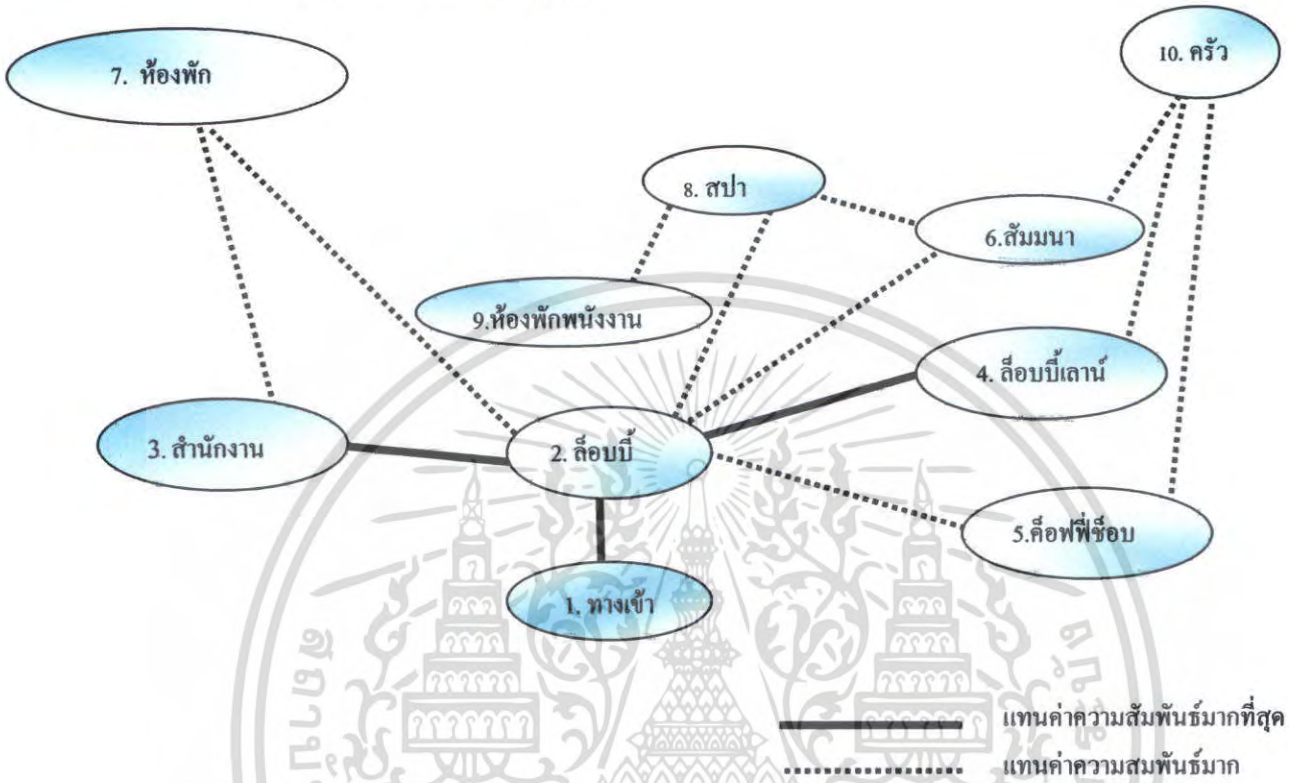 7. ห้องพัก
10. ครัว
8. สปา
6.สัมมนา
9.ห้องพักพนังงาน
4. ล็อบบี้เลาน์
3. สำนักงาน
2. ล็อบบี้
5.ค็อฟฟี่ช็อบ
1. ทางเข้า
แทนค่าความสัมพันธ์มากที่สุด
แทนค่าความสมพันธ์มาก